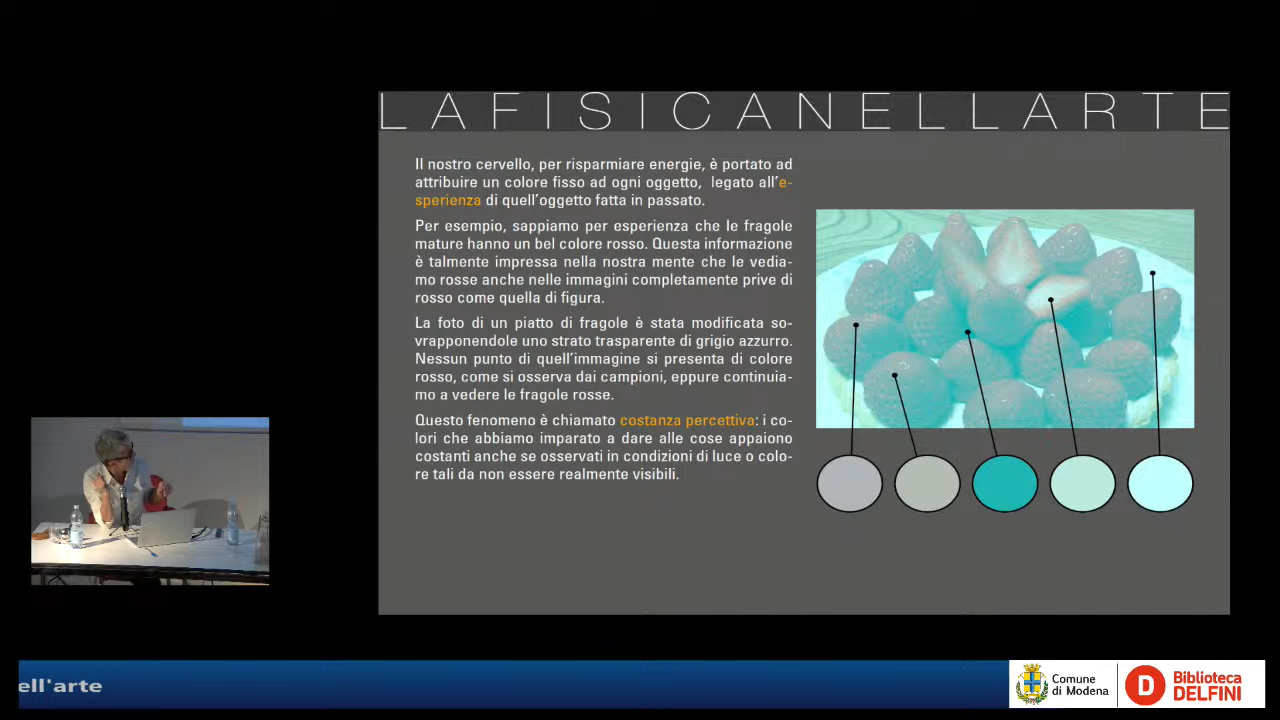 LAFISICANELLARTE
Il nostro cervello, per risparmiare energie, è portato ad
attribuire un colore fisso ad ogni oggetto, legato all'e-
sperienza di quell'oggetto fatta in passato.
Per esempio, sappiamo per esperienza che le fragole
mature hanno un bel colore rosso. Questa informazione
è talmente impressa nella nostra mente che le vedia-
mo rosse anche nelle immagini completamente prive di
rosso come quella di figura.
La foto di un piatto di fragole è stata modificata so-
vrapponendole uno strato trasparente di grigio azzurro.
Nessun punto di quell'immagine si presenta di colore
rosso, come si osserva dai campioni, eppure continuia-
mo a vedere le fragole rosse.
Questo fenomeno è chiamato costanza percettiva: i co-
lori che abbiamo imparato a dare alle cose appaiono
costanti anche se osservati in condizioni di luce o colo-
re tali da non essere realmente visibili.
ell'arte
Comune
di Modena
D
Biblioteca
DELFINI